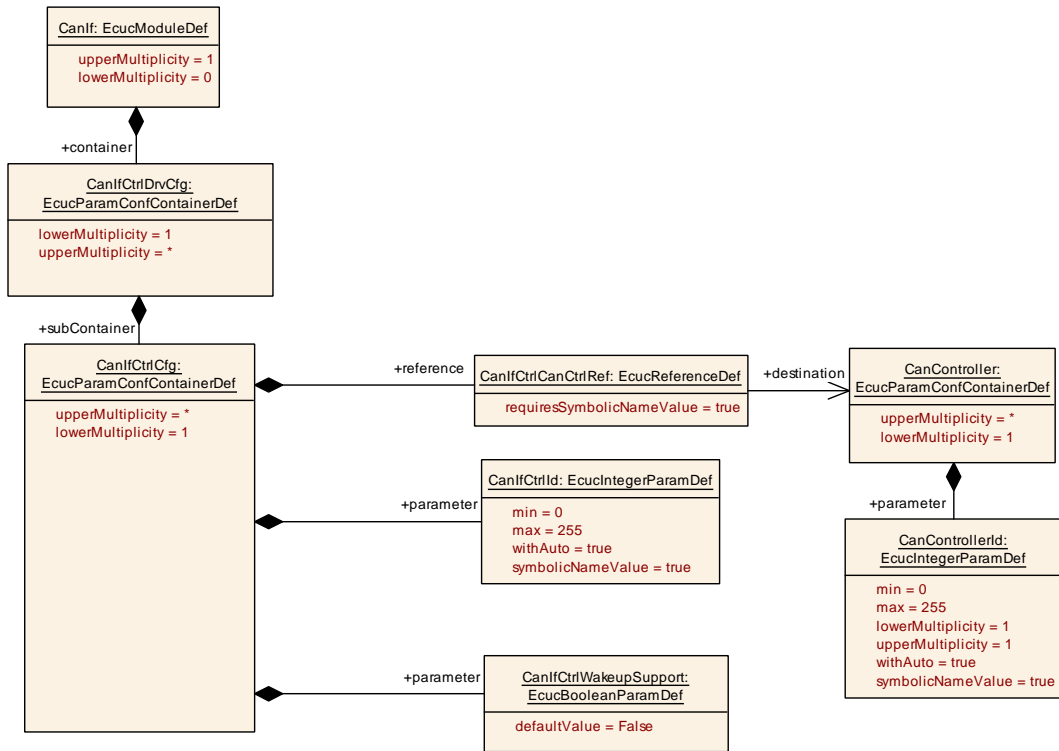 CanIf: EcucModuleDef
upperMultiplicity = 1
lowerMultiplicity = 0
+container
CanIfCtrlDrvCfg:
EcucParamConfContainerDef
lowerMultiplicity = 1
upperMultiplicity = *
+subContainer
CanIfCtrlCfg:
EcucParamConfContainerDef
upperMultiplicity = *
lowerMultiplicity = 1
+reference
CanIfCtrlCanCtrlRef: EcucReferenceDef
requiresSymbolicNameValue = true
+destination
CanController:
EcucParamConfContainerDef
upperMultiplicity = *
lowerMultiplicity = 1
+parameter
CanIfCtrlId: EcucIntegerParamDef
min = 0
max = 255
withAuto = true
symbolicNameValue = true
+parameter
CanControllerId:
EcucIntegerParamDef
min = 0
max = 255
lowerMultiplicity = 1
upperMultiplicity = 1
withAuto = true
symbolicNameValue = true
+parameter
CanIfCtrlWakeupSupport:
EcucBooleanParamDef
defaultValue = False